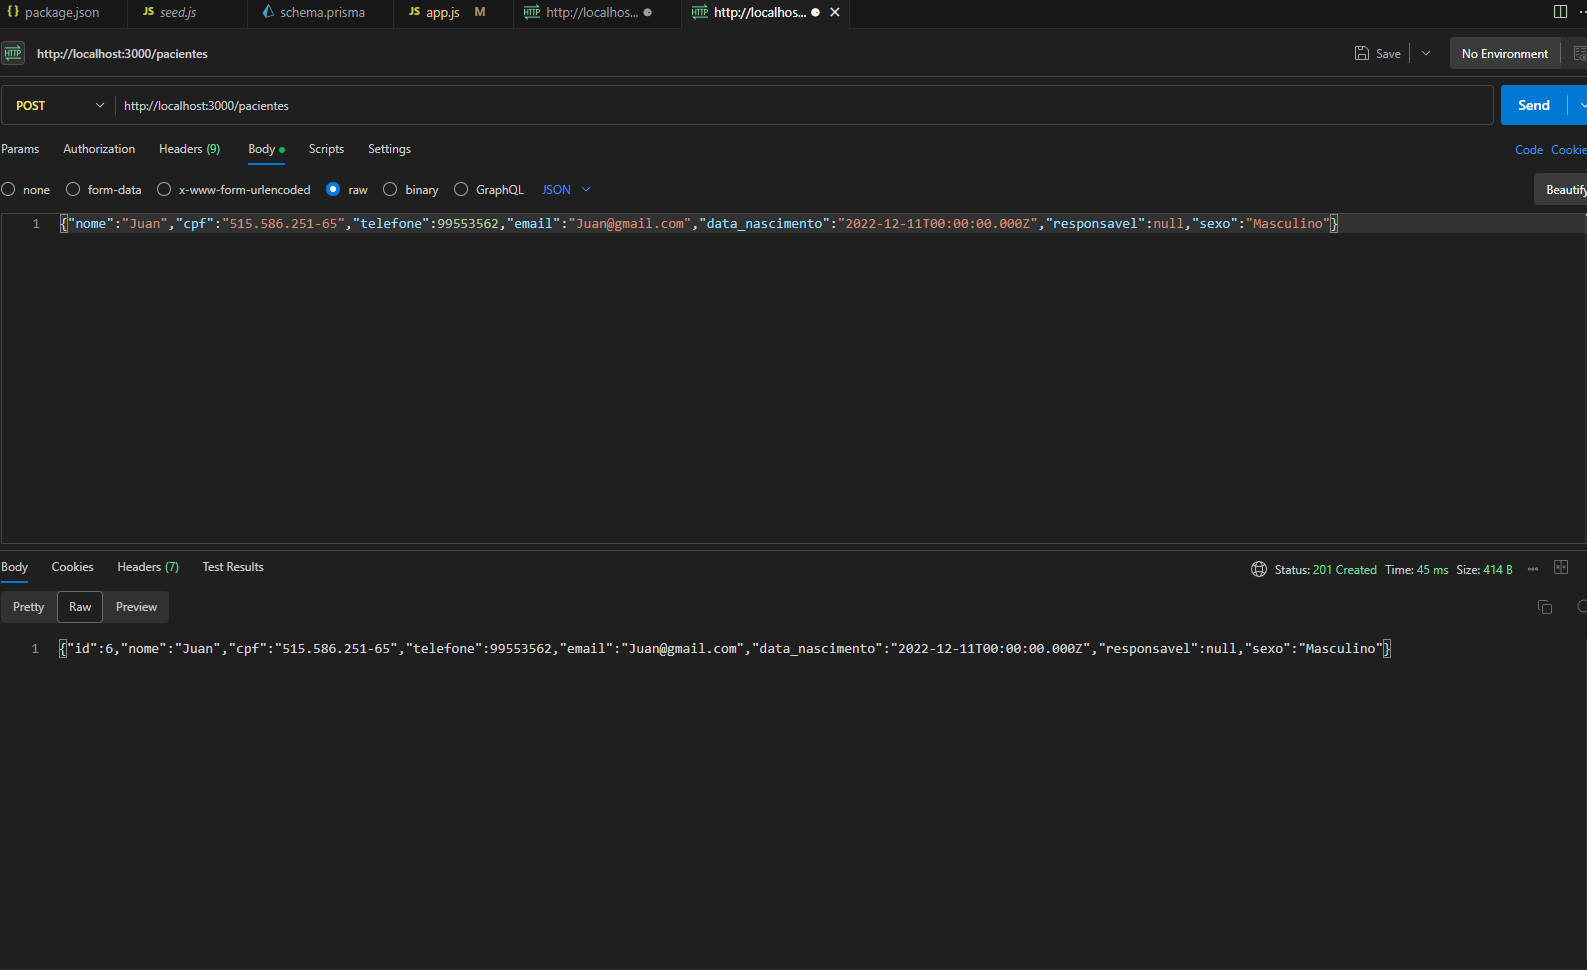 {} package.json JS seed.js schema.prisma JS app.js M HTTP http://localhos... HTTP http://localhos...
HTTP http://localhost:3000/pacientes Save No Environment
POST http://localhost:3000/pacientes Send
Params Authorization Headers (9) Body Scripts Settings Code Cookie
none form-data x-www-form-urlencoded raw binary GraphQL JSON Beautify
1 {"nome":"Juan","cpf":"515.586.251-65","telefone":99553562,"email":"Juan@gmail.com","data_nascimento":"2022-12-11T00:00:00.000Z","responsavel":null,"sexo":"Masculino"}
Body Cookies Headers (7) Test Results Status: 201 Created Time: 45 ms Size: 414 B
Pretty Raw Preview
1 {"id":6,"nome":"Juan","cpf":"515.586.251-65","telefone":99553562,"email":"Juan@gmail.com","data_nascimento":"2022-12-11T00:00:00.000Z","responsavel":null,"sexo":"Masculino"}